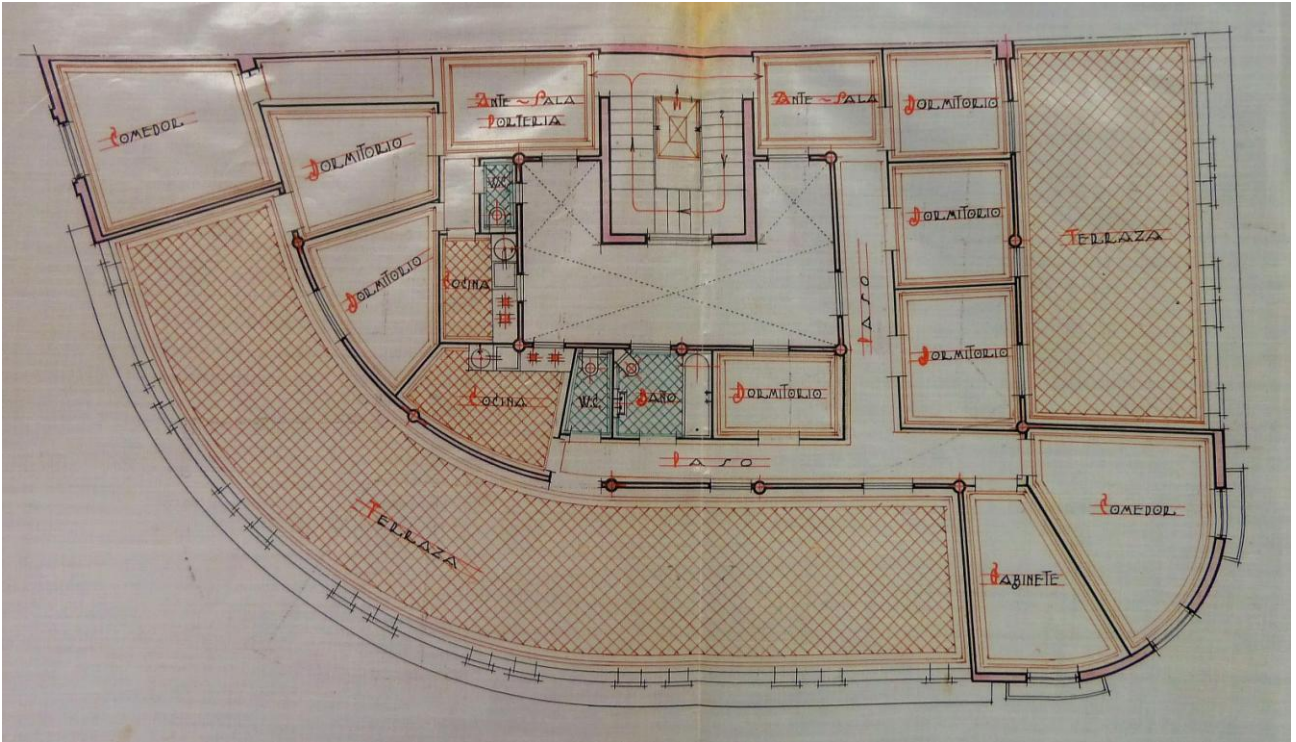 ANTE~SALA
PORTERIA
ANTE~SALA
DORMITORIO
COMEDOR
DORMITORIO
W.C.
DORMITORIO
TERRAZA
DORMITORIO
COCINA
PASO
DORMITORIO
COCINA
W.C.
BAÑO
DORMITORIO
PASO
TERRAZA
COMEDOR
GABINETE